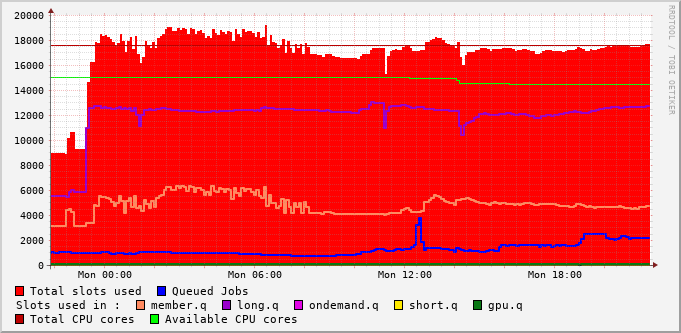 20000
18000
16000
14000
12000
10000
8000
6000
4000
2000
0
Mon 00:00 Mon 06:00 Mon 12:00 Mon 18:00
RRDTOOL / TOBI OETIKER
Total slots used Queued Jobs
Slots used in : member.q long.q ondemand.q short.q gpu.q
Total CPU cores Available CPU cores